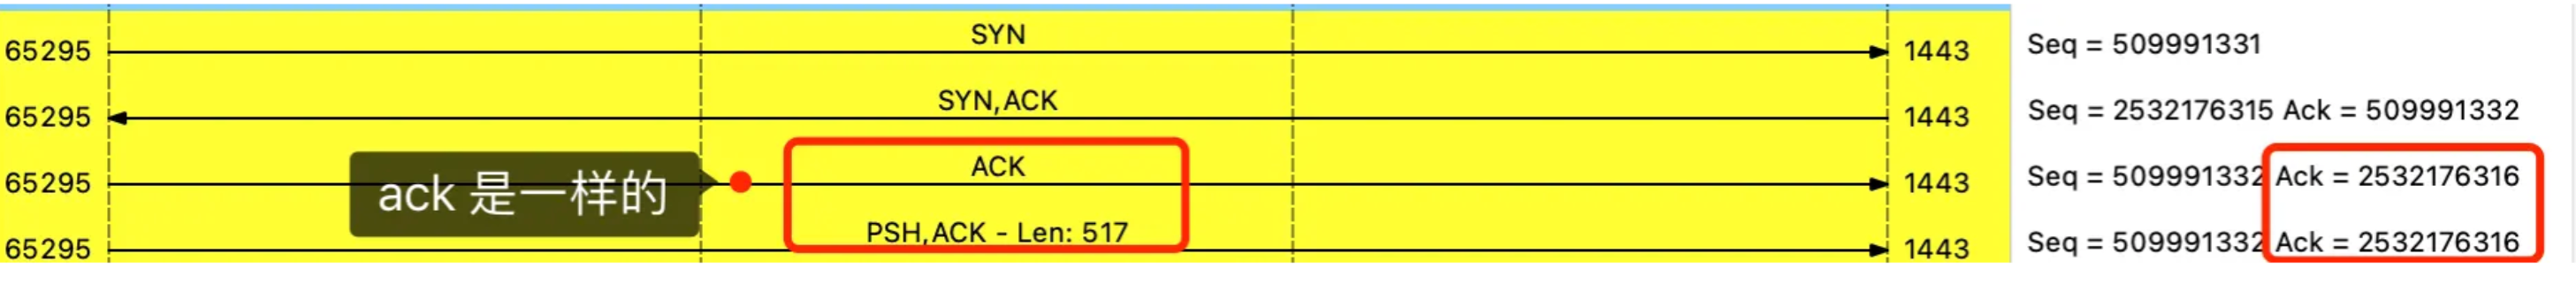 SYN
65295 1443 Seq = 509991331
SYN,ACK
65295 1443 Seq = 2532176315 Ack = 509991332
ACK
65295 ack 是一样的 1443 Seq = 509991332 Ack = 2532176316
PSH,ACK - Len: 517
65295 1443 Seq = 509991332 Ack = 2532176316